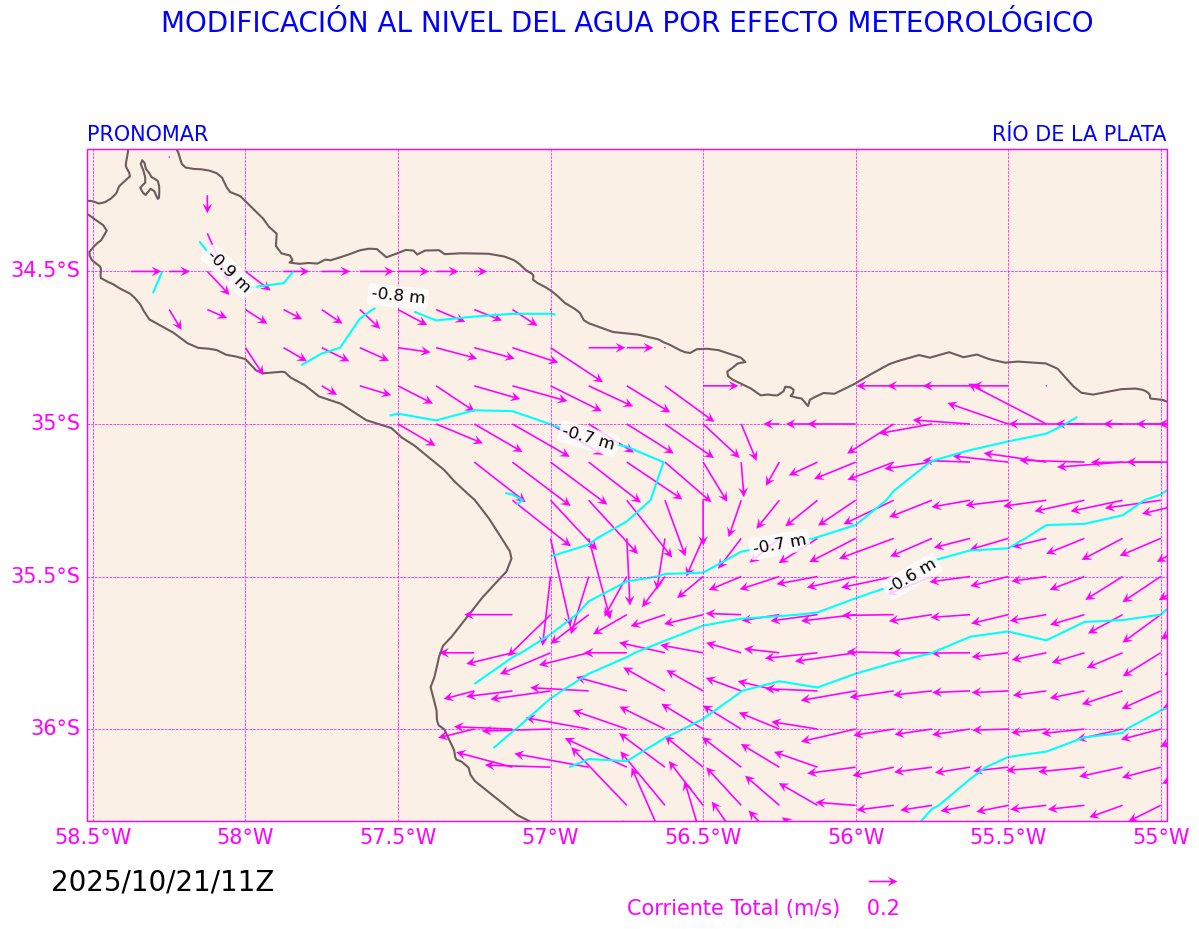 MODIFICACIÓN AL NIVEL DEL AGUA POR EFECTO METEOROLÓGICO
PRONOMAR
RÍO DE LA PLATA
-0.9 m
-0.8 m
-0.7 m
-0.7 m
-0.6 m
34.5°S
35°S
35.5°S
36°S
58.5°W 58°W 57.5°W 57°W 56.5°W 56°W 55.5°W 55°W
2025/10/21/11Z
Corriente Total (m/s) 0.2